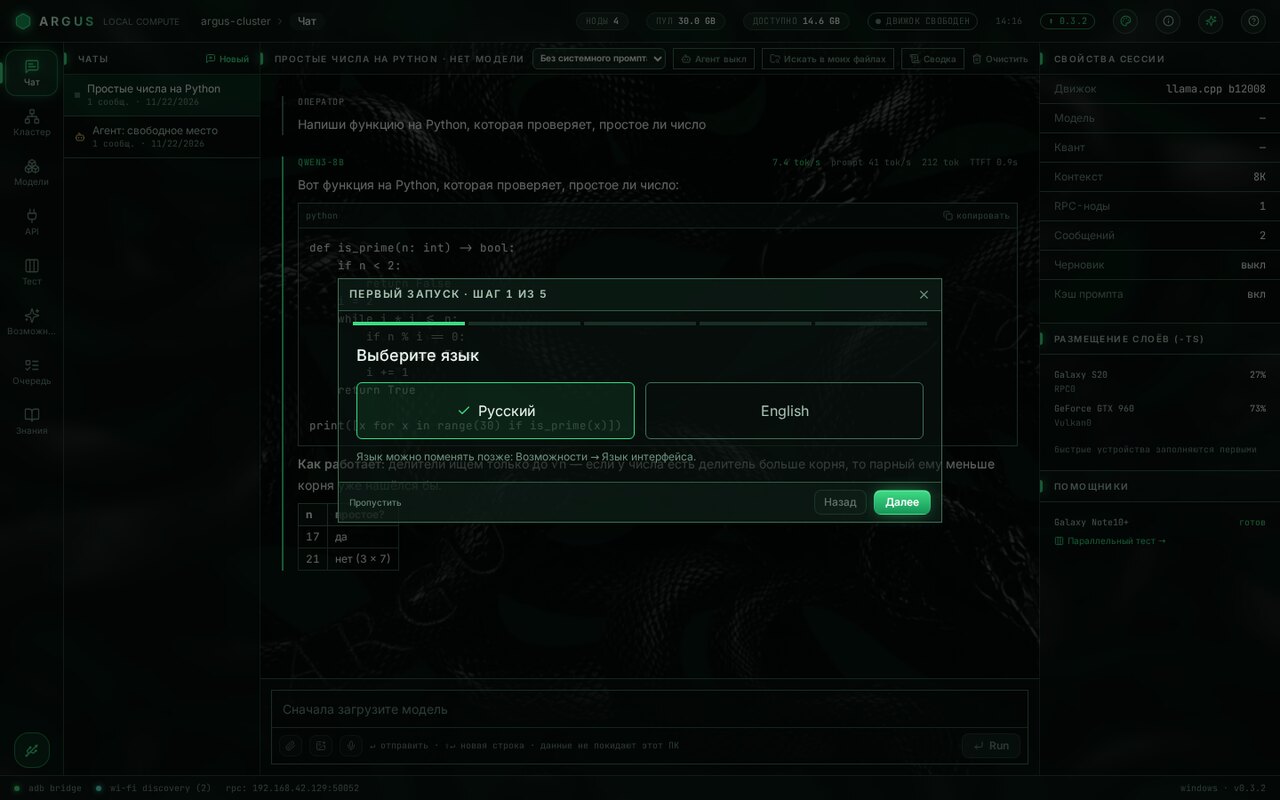 ARGUS LOCAL COMPUTE argus-cluster › Чат НОДЫ 4 ПУЛ 30.0 GB ДОСТУПНО 14.6 GB ДВИЖОК СВОБОДЕН 14:16 0.3.2
Чат
Кластер
Модели
API
Тест
Возможн...
Очередь
Знания
ЧАТЫ Новый
Простые числа на Python
1 сообщ. · 11/22/2026
Агент: свободное место
1 сообщ. · 11/22/2026
ПРОСТЫЕ ЧИСЛА НА PYTHON · НЕТ МОДЕЛИ Без системного промпта Агент выкл Искать в моих файлах Сводка Очистить
ОПЕРАТОР
Напиши функцию на Python, которая проверяет, простое ли число
QWEN3-8B 7.4 tok/s prompt 41 tok/s 212 tok TTFT 0.9s
Вот функция на Python, которая проверяет, простое ли число:
python копировать
def is_prime(n: int) -> bool:
if n < 2:
return False
while i * i <= n:
if n % i == 0:
i += 1
return True
print([x for x in range(30) if is_prime(x)])
Как работает: делители ищем только до √n — если у числа есть делитель больше корня, то парный ему меньше
корня уже нашёлся бы.
n простое?
17 да
21 нет (3 × 7)
ПЕРВЫЙ ЗАПУСК · ШАГ 1 ИЗ 5
Выберите язык
Русский English
Язык можно поменять позже: Возможности → Язык интерфейса.
Пропустить Назад Далее
Сначала загрузите модель
↵ отправить · ⇧↵ новая строка · данные не покидают этот ПК Run
СВОЙСТВА СЕССИИ
Движок llama.cpp b12008
Модель —
Квант —
Контекст 8K
RPC-ноды 1
Сообщений 2
Черновик выкл
Кэш промпта вкл
РАЗМЕЩЕНИЕ СЛОЁВ (-TS)
Galaxy S20 27%
RPC0
GeForce GTX 960 73%
Vulkan0
Быстрые устройства заполняются первыми
ПОМОЩНИКИ
Galaxy Note10+ готов
Параллельный тест →
adb bridge wi-fi discovery (2) rpc: 192.168.42.129:50052 windows · v0.3.2